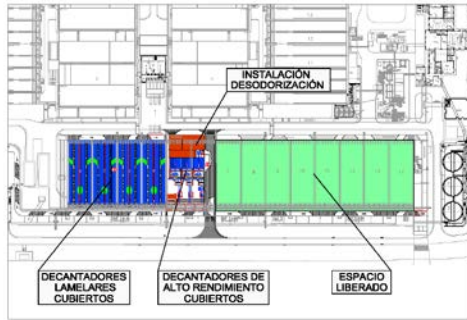 INSTALACIÓN
DESODORIZACIÓN
DECANTADORES
LAMELARES
CUBIERTOS
DECANTADORES DE
ALTO RENDIMIENTO
CUBIERTOS
ESPACIO
LIBERADO